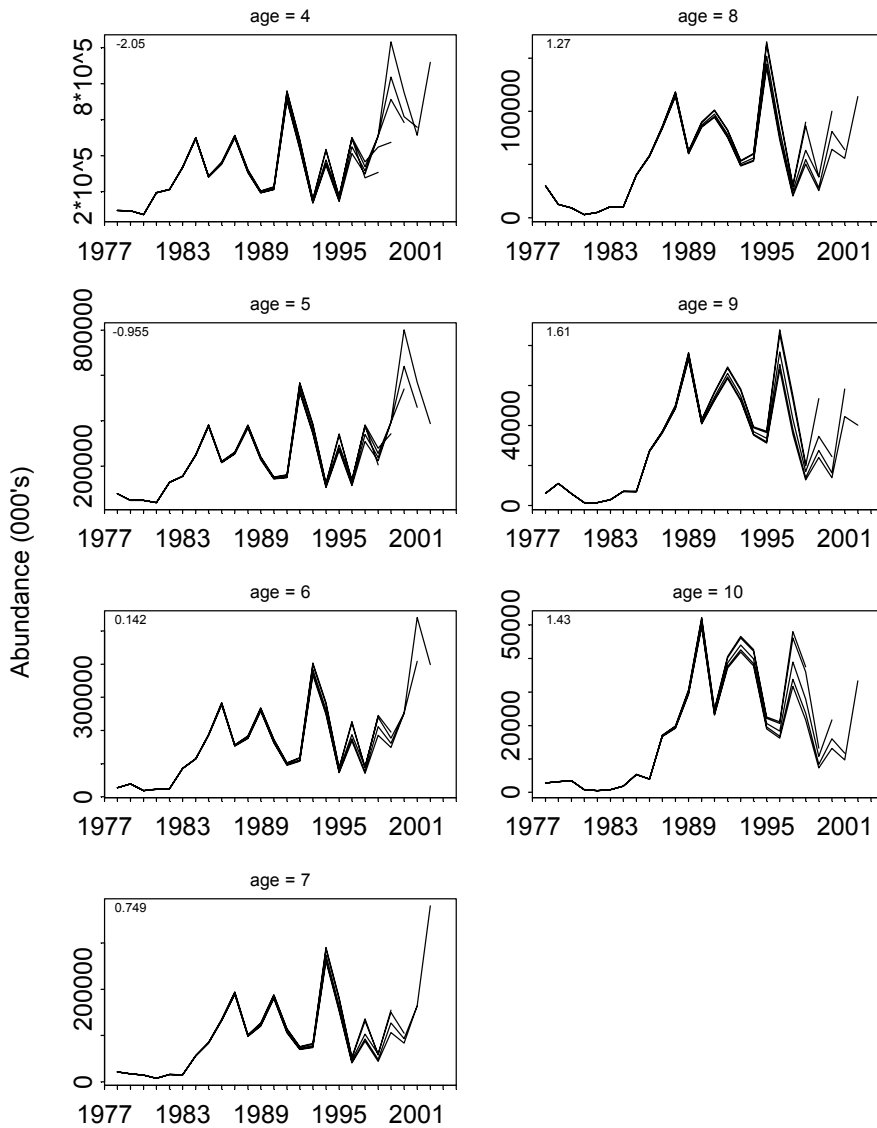 Abundance (000's)
age = 4
-2.05
8*10^5
2*10^5
1977 1983 1989 1995 2001
age = 8
1.27
100000
0
1977 1983 1989 1995 2001
age = 5
-0.955
800000
200000
1977 1983 1989 1995 2001
age = 9
1.61
40000
0
1977 1983 1989 1995 2001
age = 6
0.142
300000
0
1977 1983 1989 1995 2001
age = 10
1.43
50000
20000
0
1977 1983 1989 1995 2001
age = 7
0.749
200000
0
1977 1983 1989 1995 2001